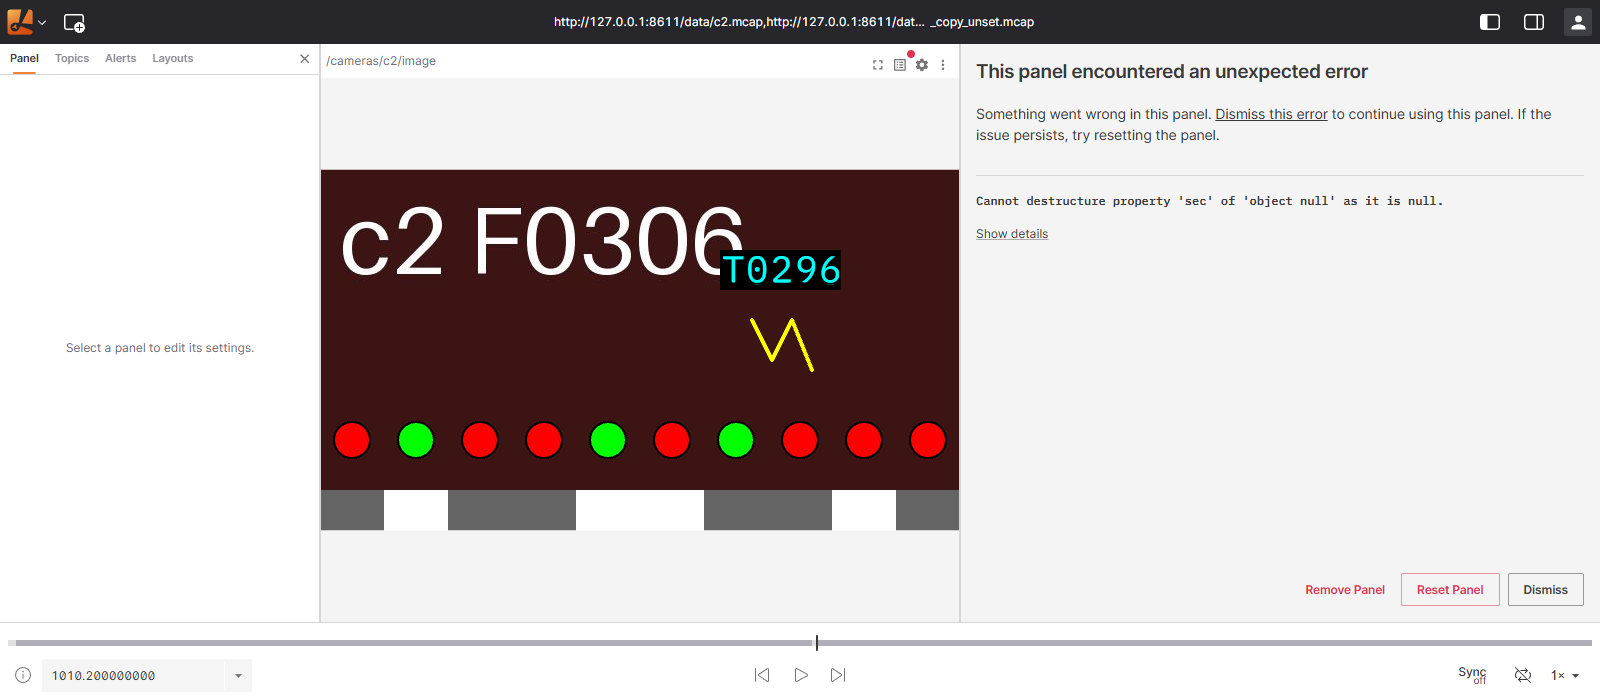 http://127.0.0.1:8611/data/c2.mcap,http://127.0.0.1:8611/dat... _copy_unset.mcap
Panel Topics Alerts Layouts
Select a panel to edit its settings.
/cameras/c2/image
c2 F0306
T0296
This panel encountered an unexpected error
Something went wrong in this panel. Dismiss this error to continue using this panel. If the
issue persists, try resetting the panel.
Cannot destructure property 'sec' of 'object null' as it is null.
Show details
Remove Panel Reset Panel Dismiss
1010.200000000
Sync
off
1×